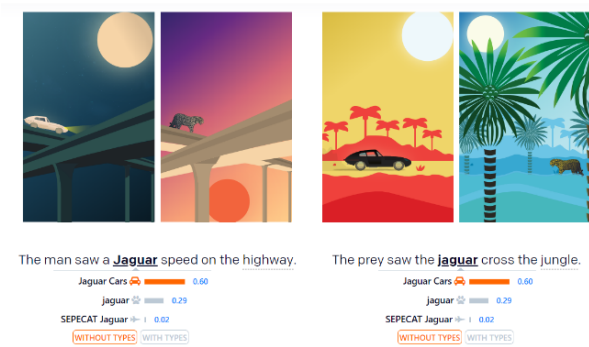 The man saw a Jaguar speed on the highway.
Jaguar Cars 0.60
jaguar 0.29
SEPECAT Jaguar 0.02
WITHOUT TYPES WITH TYPES
The prey saw the jaguar cross the jungle.
Jaguar Cars 0.60
jaguar 0.29
SEPECAT Jaguar 0.02
WITHOUT TYPES WITH TYPES